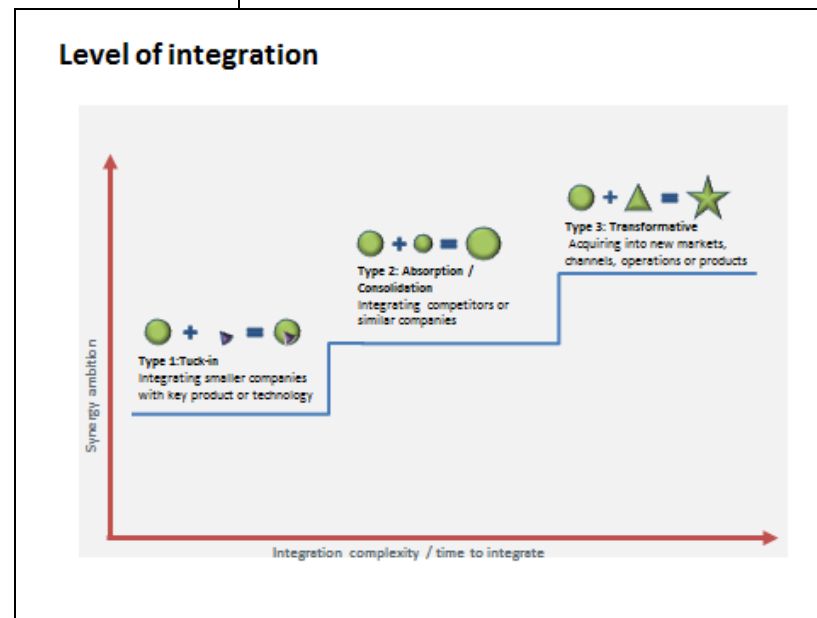 Level of integration
Type 3: Transformative
Acquiring into new markets,
channels, operations or products
Type 2: Absorption /
Consolidation
Integrating competitors or
similar companies
Type 1:Tuck-in
Integrating smaller companies
with key product or technology
Synergy ambition
Integration complexity / time to integrate